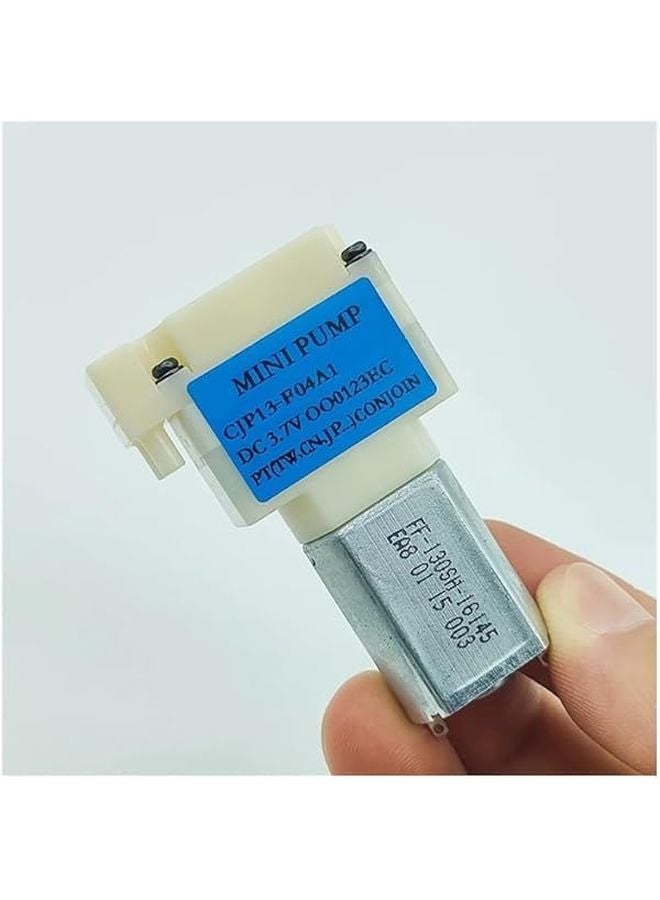 MINI PUMP
CJP13-F04A1
DC 3.7V OO0123EC
PT(TW,CN,JP...)CONJOIN
FF-130SH-16145
EA8 01 15 003